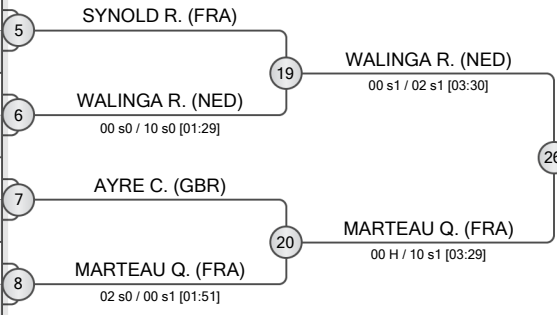 SYNOLD R. (FRA)
5
19
WALINGA R. (NED)
00 s1 / 02 s1 [03:30]
WALINGA R. (NED)
6
00 s0 / 10 s0 [01:29]
26
AYRE C. (GBR)
7
20
MARTEAU Q. (FRA)
00 H / 10 s1 [03:29]
MARTEAU Q. (FRA)
8
02 s0 / 00 s1 [01:51]